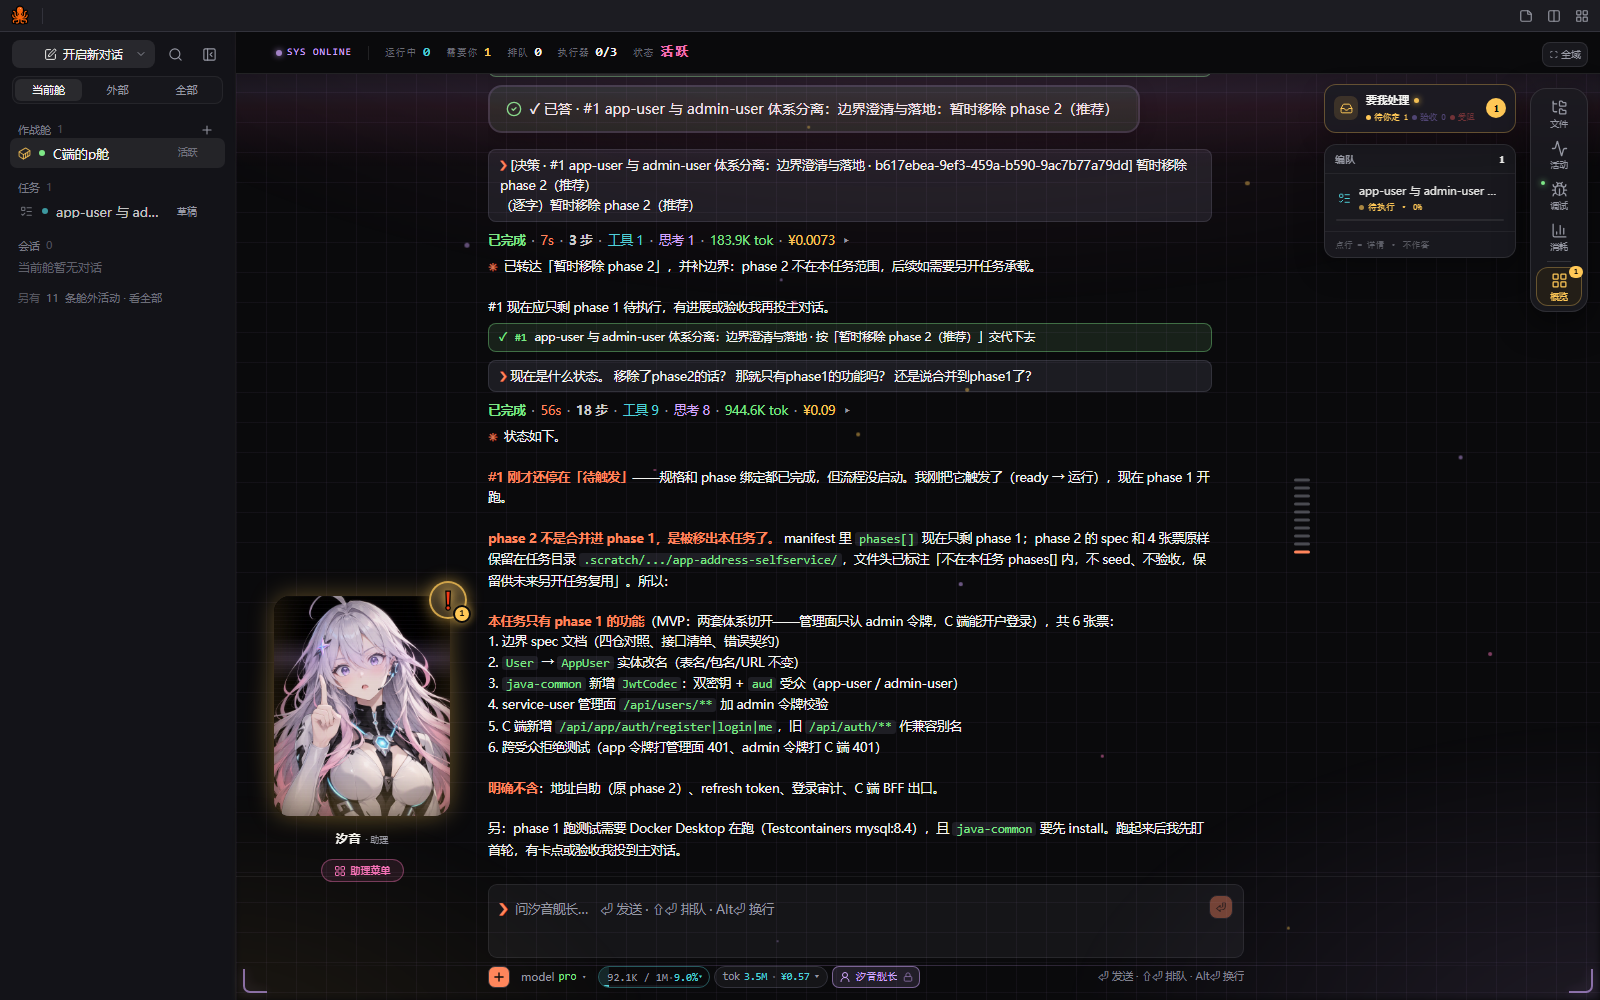 开启新对话
当前舱 外部 全部
作战舱 1
C端的p舱 活跃
任务 1
app-user 与 ad... 草稿
会话 0
当前舱暂无对话
另有 11 条舱外活动 · 看全部
SYS ONLINE 运行中 0 需要你 1 排队 0 执行器 0/3 状态 活跃
全域
✓ 已答 · #1 app-user 与 admin-user 体系分离：边界澄清与落地：暂时移除 phase 2（推荐）
[决策 · #1 app-user 与 admin-user 体系分离：边界澄清与落地 · b617ebea-9ef3-459a-b590-9ac7b77a79dd] 暂时移除
phase 2（推荐）
（逐字）暂时移除 phase 2（推荐）
已完成 · 7s · 3 步 · 工具 1 · 思考 1 · 183.9K tok · ¥0.0073
已转达「暂时移除 phase 2」，并补边界：phase 2 不在本任务范围，后续如需要另开任务承载。
#1 现在应只剩 phase 1 待执行，有进展或验收我再投主对话。
✓ #1 app-user 与 admin-user 体系分离：边界澄清与落地 · 按「暂时移除 phase 2（推荐）」交代下去
现在是什么状态。 移除了phase2的话？ 那就只有phase1的功能吗？ 还是说合并到phase1了？
已完成 · 56s · 18 步 · 工具 9 · 思考 8 · 944.6K tok · ¥0.09
状态如下。
#1 刚才还停在「待触发」——规格和 phase 绑定都已完成，但流程没启动。我刚把它触发了（ready → 运行），现在 phase 1 开
跑。
phase 2 不是合并进 phase 1，是被移出本任务了。 manifest 里 phases[] 现在只剩 phase 1；phase 2 的 spec 和 4 张票原样
保留在任务目录 .scratch/.../app-address-selfservice/，文件头已标注「不在本任务 phases[] 内，不 seed、不验收，保
留供未来另开任务复用」。所以：
本任务只有 phase 1 的功能（MVP：两套体系切开——管理面只认 admin 令牌，C 端能开户登录），共 6 张票：
1. 边界 spec 文档（四仓对照、接口清单、错误契约）
2. User → AppUser 实体改名（表名/包名/URL 不变）
3. java-common 新增 JwtCodec：双密钥 + aud 受众（app-user / admin-user）
4. service-user 管理面 /api/users/** 加 admin 令牌校验
5. C 端新增 /api/app/auth/register|login|me，旧 /api/auth/** 作兼容别名
6. 跨受众拒绝测试（app 令牌打管理面 401、admin 令牌打 C 端 401）
明确不含：地址自助（原 phase 2）、refresh token、登录审计、C 端 BFF 出口。
另：phase 1 跑测试需要 Docker Desktop 在跑（Testcontainers mysql:8.4），且 java-common 要先 install。跑起来后我先盯
首轮，有卡点或验收我投到主对话。
! 1
汐音 · 助理
助理菜单
问汐音舰长... ⏎ 发送 · ⇧⏎ 排队 · Alt⏎ 换行
+ model pro 92.1K / 1M·9.0% tok 3.5M · ¥0.57 汐音舰长
⏎ 发送 · ⇧⏎ 排队 · Alt⏎ 换行
要我处理 1
待你定 1 验收 0 受阻
编队 1
app-user 与 admin-user ...
待执行 · 0%
点行 = 详情 · 不作答
文件
活动
调试
消耗
1
概览